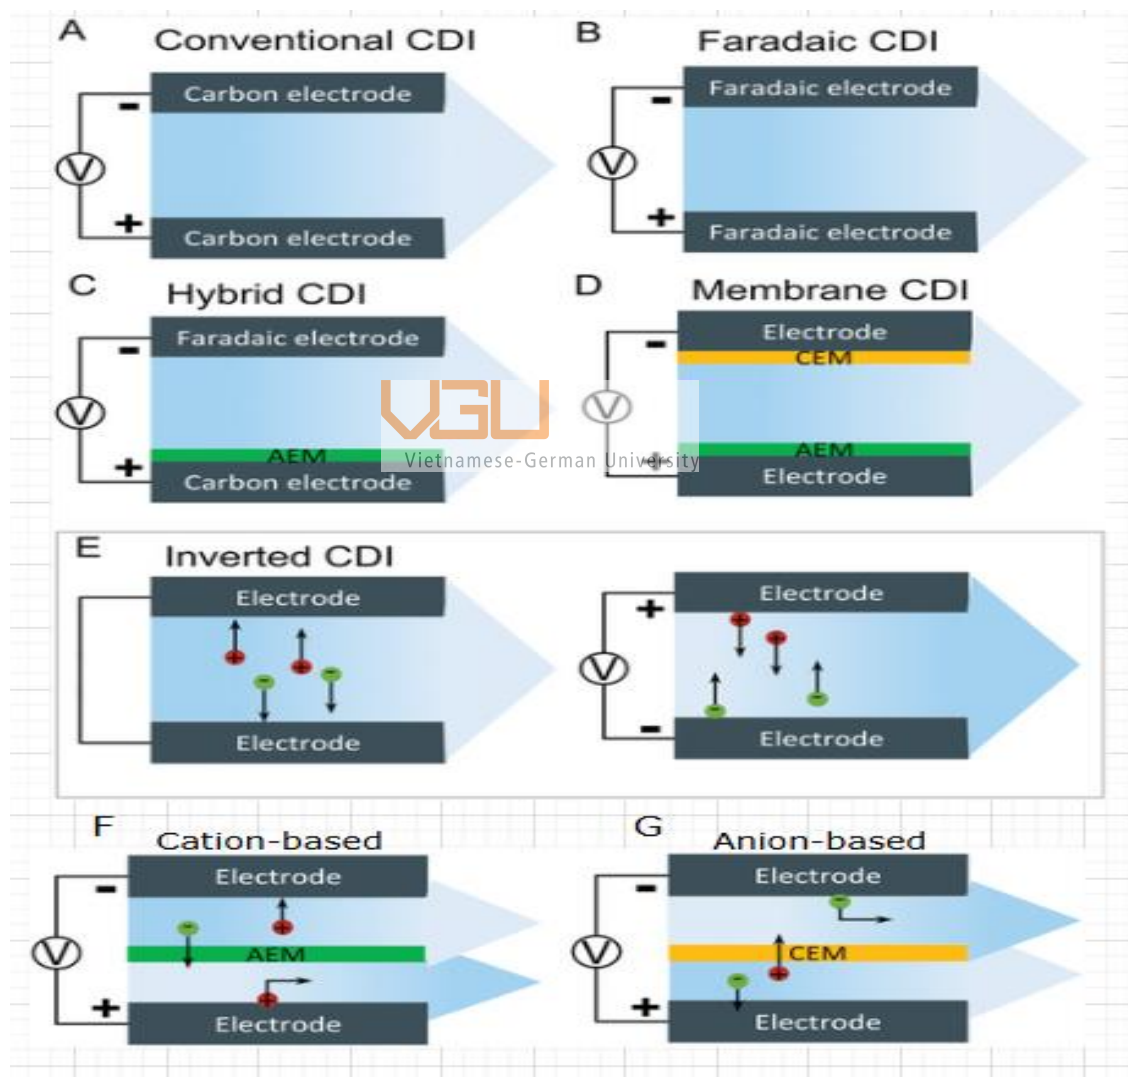 A
Conventional CDI
Carbon electrode
-
V
+
Carbon electrode
B
Faradaic CDI
Faradaic electrode
-
V
+
Faradaic electrode
C
Hybrid CDI
Faradaic electrode
-
V
+
AEM
Carbon electrode
D
Membrane CDI
Electrode
-
CEM
V
+
AEM
Electrode
VGU
Vietnamese-German University
E
Inverted CDI
Electrode
+
+
-
-
Electrode
Electrode
+
+
+
V
-
-
-
Electrode
F
Cation-based
Electrode
-
-
+
V
AEM
+
+
Electrode
G
Anion-based
Electrode
-
-
V
CEM
+
-
+
Electrode